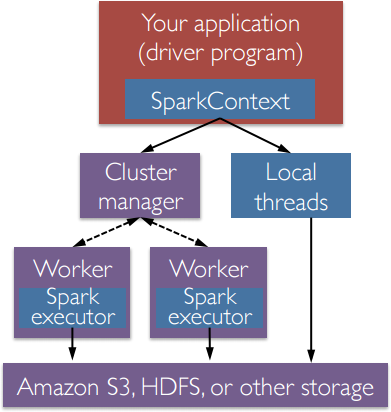 Your application
(driver program)
SparkContext
Cluster
manager
Local
threads
Worker
Spark
executor
Worker
Spark
executor
Amazon S3, HDFS, or other storage